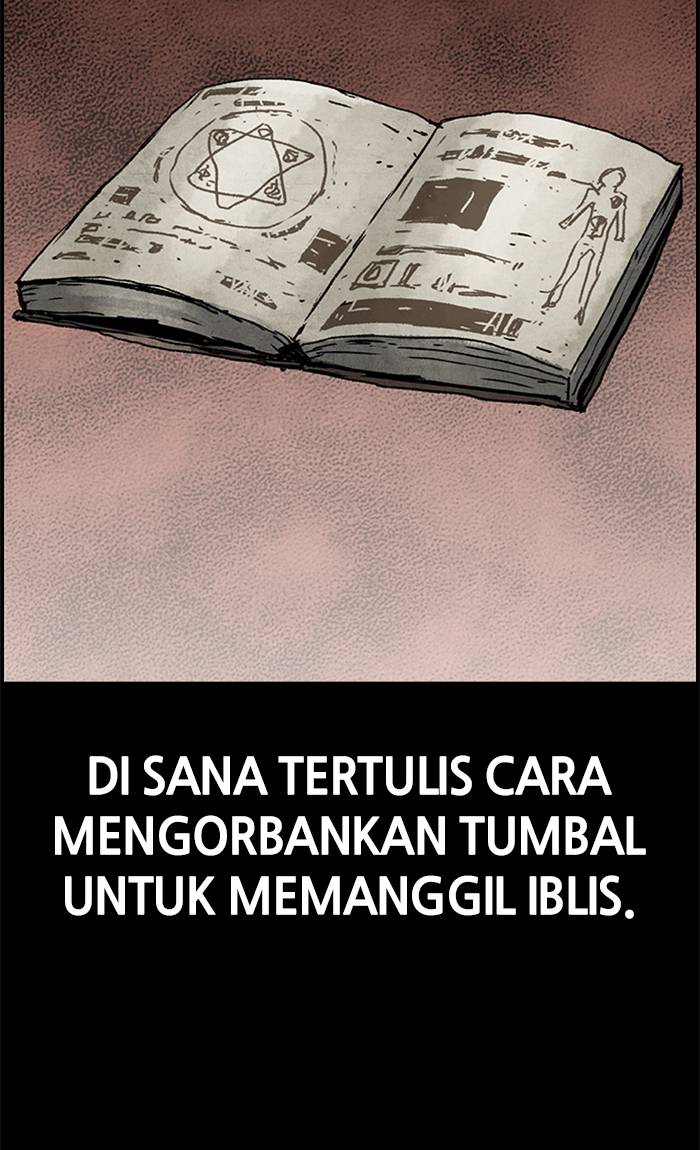 DI SANA TERTULIS CARA
MENGORBANKAN TUMBAL
UNTUK MEMANGGIL IBLIS.